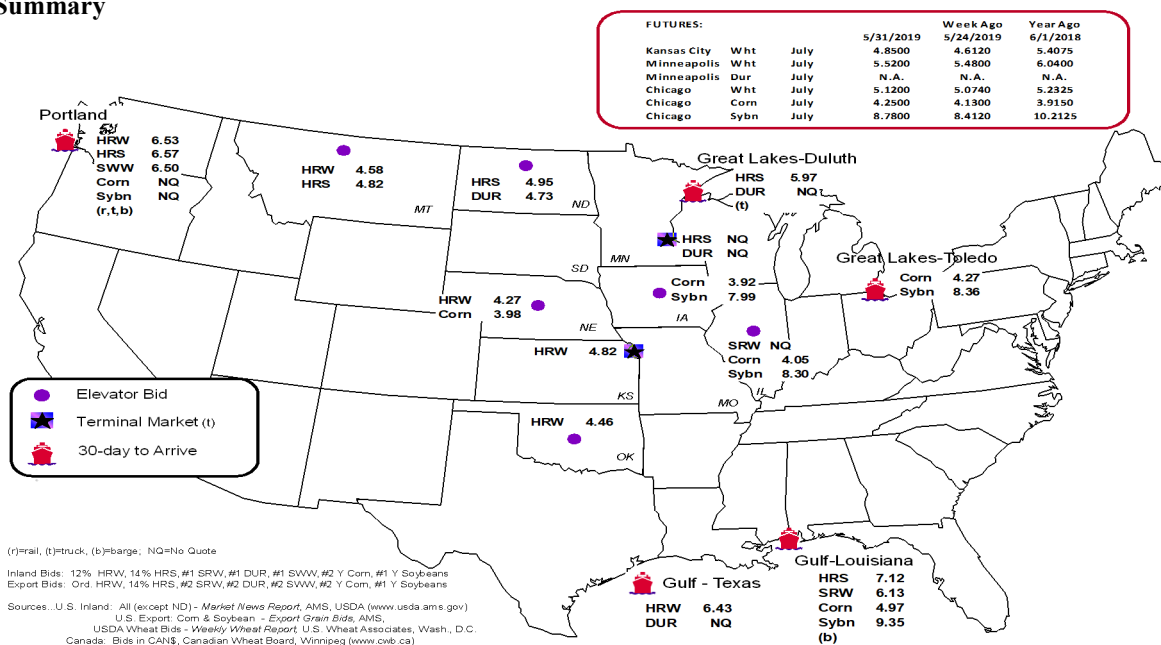 Summary
FUTURES: Week Ago Year Ago
5/31/2019 5/24/2019 6/1/2018
Kansas City Wht July 4.8500 4.6120 5.4075
Minneapolis Wht July 5.5200 5.4800 6.0400
Minneapolis Dur July N.A. N.A. N.A.
Chicago Wht July 5.1200 5.0740 5.2325
Chicago Corn July 4.2500 4.1300 3.9150
Chicago Sybn July 8.7800 8.4120 10.2125
Portland
HRW 6.53
HRS 6.57
SWW 6.50
Corn NQ
Sybn NQ
(r,t,b)
HRW 4.58
HRS 4.82
MT
HRS 4.95
DUR 4.73
ND
Great Lakes-Duluth
HRS 5.97
DUR NQ
(t)
HRS NQ
DUR NQ
MN
SD
Great Lakes-Toledo
Corn 4.27
Sybn 8.36
Corn 3.92
Sybn 7.99
IA
HRW 4.27
Corn 3.98
NE
SRW NQ
Corn 4.05
Sybn 8.30
IL
HRW 4.82
KS
MO
HRW 4.46
OK
Elevator Bid
Terminal Market (t)
30-day to Arrive
Gulf-Louisiana
HRS 7.12
SRW 6.13
Corn 4.97
Sybn 9.35
(b)
Gulf - Texas
HRW 6.43
DUR NQ
(r)=rail, (t)=truck, (b)=barge; NQ=No Quote
Inland Bids: 12% HRW, 14% HRS, #1 SRW, #1 DUR, #1 SWW, #2 Y Corn, #1 Y Soybeans
Export Bids: Ord. HRW, 14% HRS, #2 SRW, #2 DUR, #2 SWW, #2 Y Corn, #1 Y Soybeans
Sources...U.S. Inland: All (except ND) - Market News Report, AMS, USDA (www.usda.ams.gov)
U.S. Export: Corn & Soybean - Export Grain Bids, AMS,
USDA Wheat Bids - Weekly Wheat Report, U.S. Wheat Associates, Wash., D.C.
Canada: Bids in CAN$, Canadian Wheat Board, Winnipeg (www.cwb.ca)